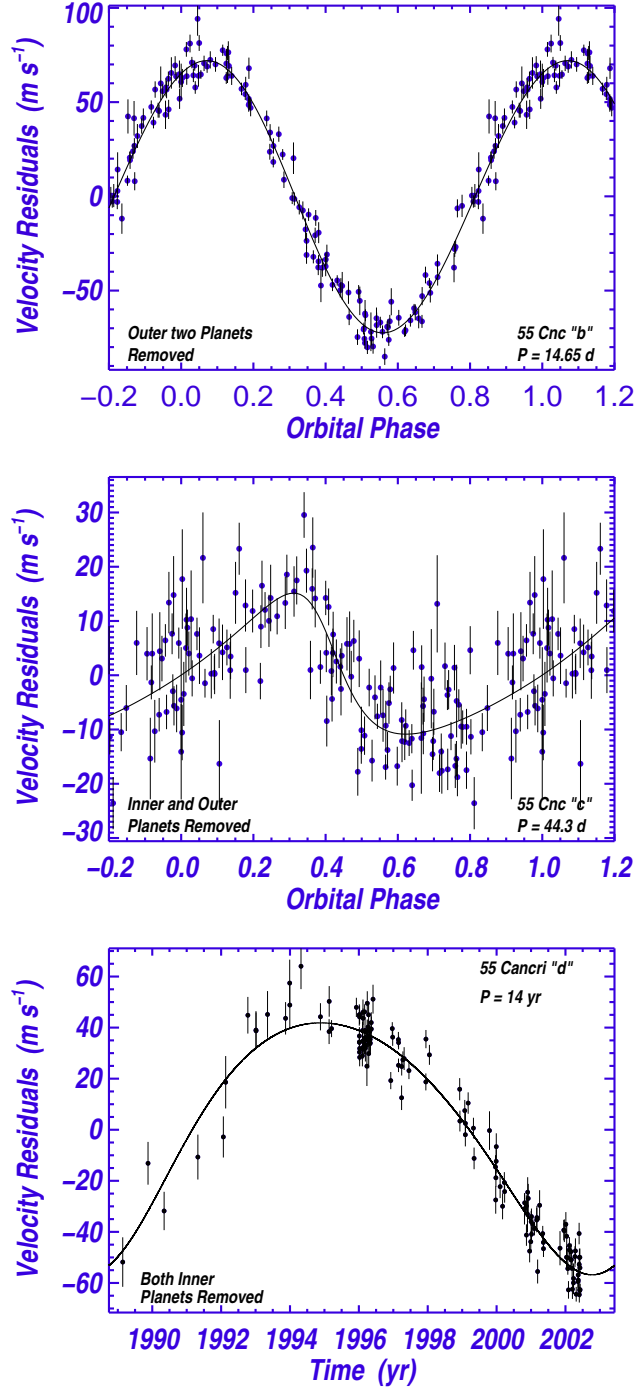 100
50
0
−50
Velocity Residuals (m s⁻¹)
Outer two Planets
Removed
55 Cnc "b"
P = 14.65 d
−0.2 0.0 0.2 0.4 0.6 0.8 1.0 1.2
Orbital Phase
30
20
10
0
−10
−20
−30
Velocity Residuals (m s⁻¹)
Inner and Outer
Planets Removed
55 Cnc "c"
P = 44.3 d
−0.2 0.0 0.2 0.4 0.6 0.8 1.0 1.2
Orbital Phase
60
40
20
0
−20
−40
−60
Velocity Residuals (m s⁻¹)
55 Cancri "d"
P = 14 yr
Both Inner
Planets Removed
1990 1992 1994 1996 1998 2000 2002
Time (yr)